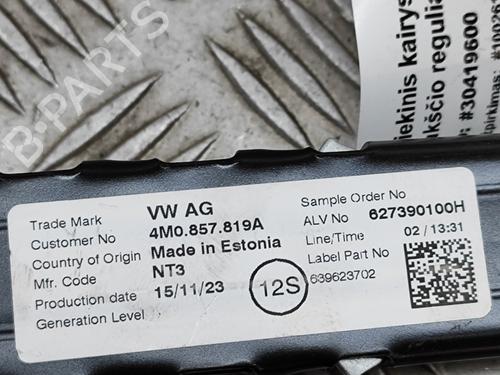 B-PARTS
iekinis kairys
kščio regulia
: #30419600
Trade Mark VW AG
Customer No 4M0.857.819A
Country of Origin Made in Estonia
Mfr. Code NT3
Production date 15/11/23
Generation Level
12S
Sample Order No
ALV No 627390100H
Line/Time 02 / 13:31
Label Part No
639623702